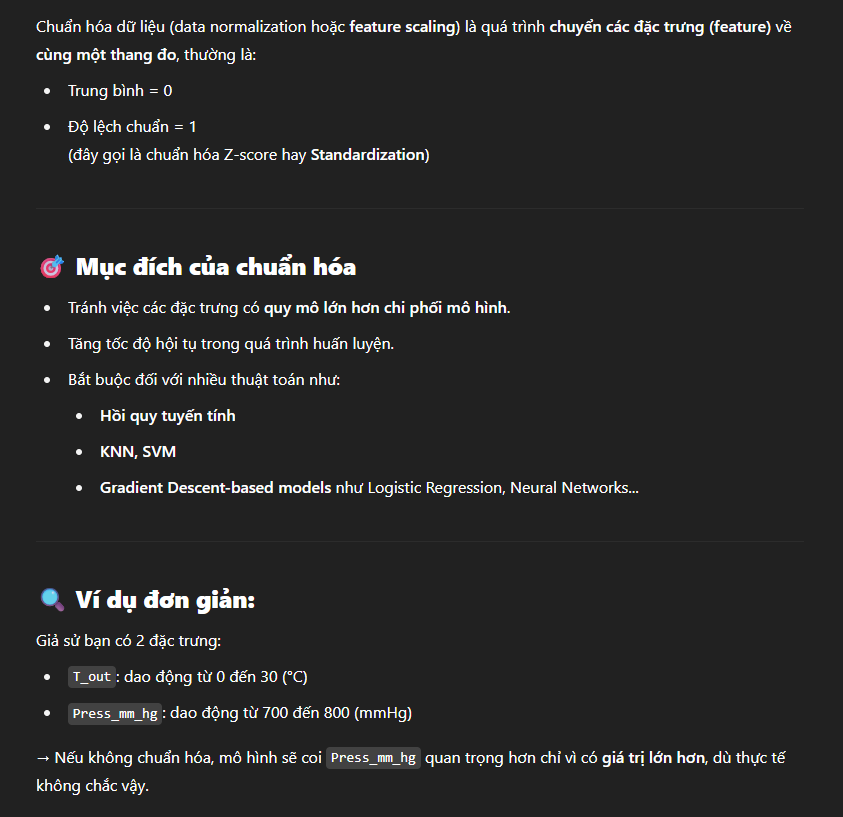 Chuẩn hóa dữ liệu (data normalization hoặc feature scaling) là quá trình chuyển các đặc trưng (feature) về
cùng một thang đo, thường là:
• Trung bình = 0
• Độ lệch chuẩn = 1
(đây gọi là chuẩn hóa Z-score hay Standardization)
🎯 Mục đích của chuẩn hóa
• Tránh việc các đặc trưng có quy mô lớn hơn chi phối mô hình.
• Tăng tốc độ hội tụ trong quá trình huấn luyện.
• Bắt buộc đối với nhiều thuật toán như:
• Hồi quy tuyến tính
• KNN, SVM
• Gradient Descent-based models như Logistic Regression, Neural Networks...
🔍 Ví dụ đơn giản:
Giả sử bạn có 2 đặc trưng:
• T_out: dao động từ 0 đến 30 (°C)
• Press_mm_hg: dao động từ 700 đến 800 (mmHg)
→ Nếu không chuẩn hóa, mô hình sẽ coi Press_mm_hg quan trọng hơn chỉ vì có giá trị lớn hơn, dù thực tế
không chắc vậy.